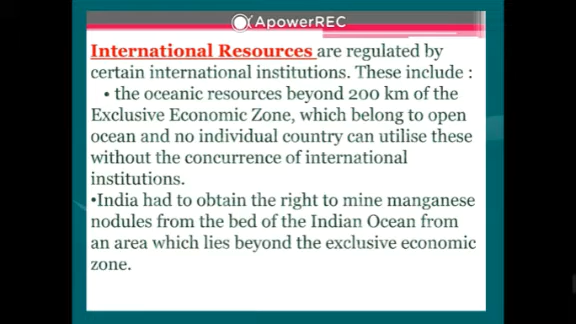 ApowerREC
International Resources are regulated by
certain international institutions. These include :
• the oceanic resources beyond 200 km of the
Exclusive Economic Zone, which belong to open
ocean and no individual country can utilise these
without the concurrence of international
institutions.
•India had to obtain the right to mine manganese
nodules from the bed of the Indian Ocean from
an area which lies beyond the exclusive economic
zone.